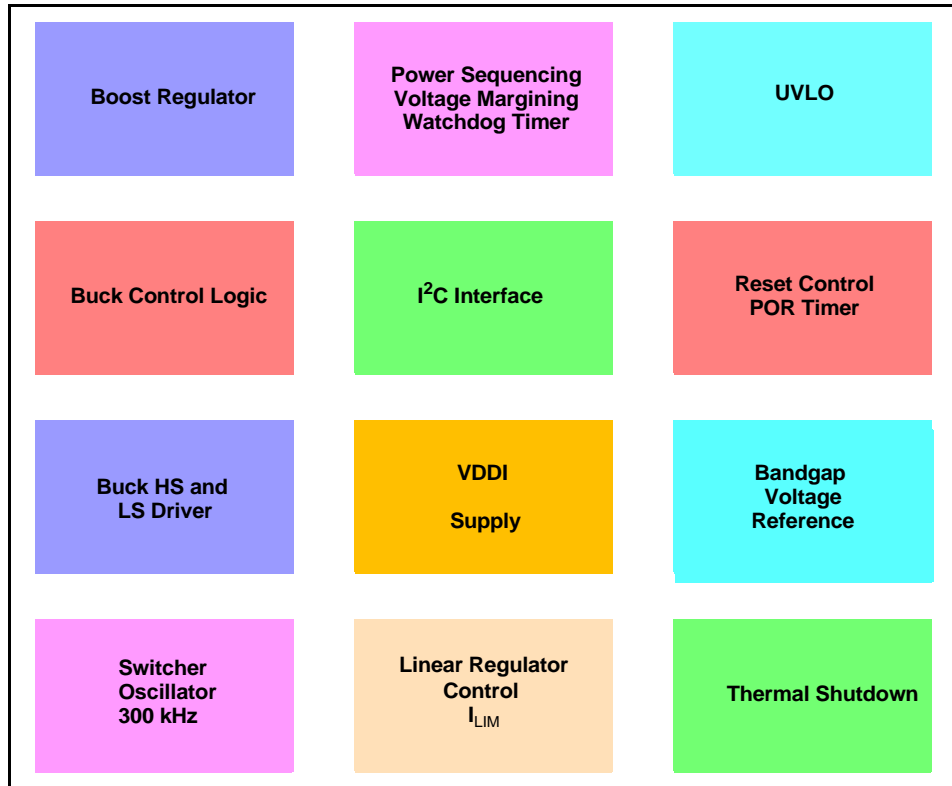 Boost Regulator
Power Sequencing
Voltage Margining
Watchdog Timer
UVLO
Buck Control Logic
I²C Interface
Reset Control
POR Timer
Buck HS and
LS Driver
VDDI
Supply
Bandgap
Voltage
Reference
Switcher
Oscillator
300 kHz
Linear Regulator
Control
I_LIM
Thermal Shutdown